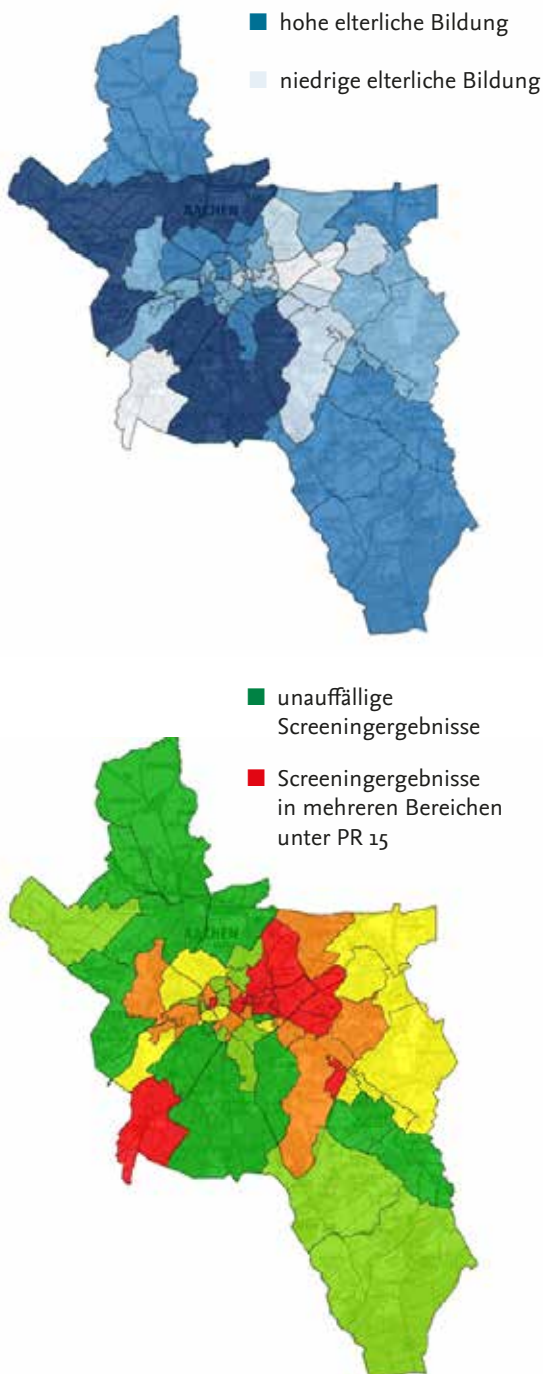 hohe elterliche Bildung
niedrige elterliche Bildung
AACHEN
unauffällige
Screeningergebnisse
Screeningergebnisse
in mehreren Bereichen
unter PR 15
AACHEN